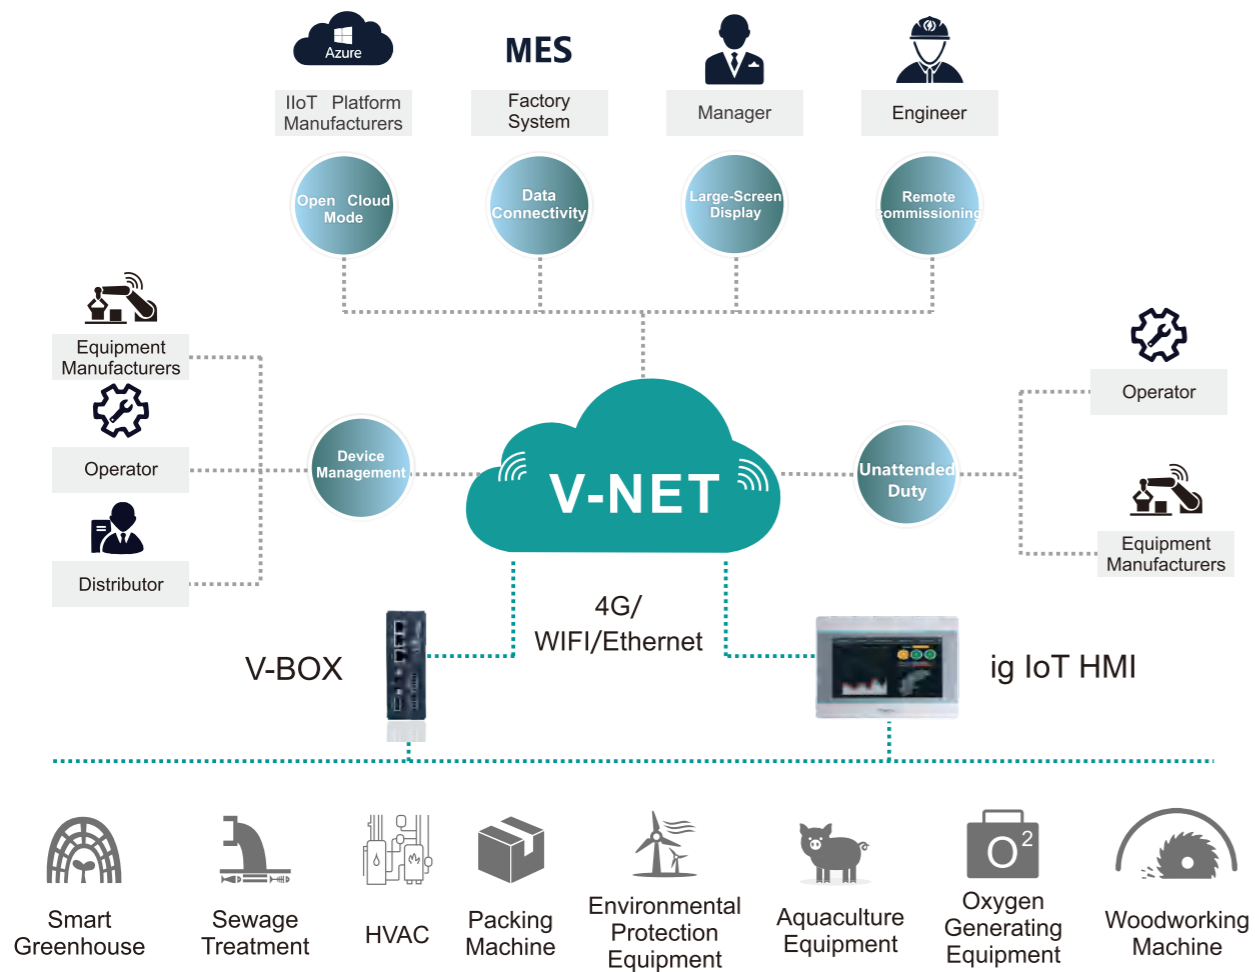 Azure
MES
IIoT Platform
Manufacturers
Factory
System
Manager
Engineer
Open Cloud
Mode
Data
Connectivity
Large-Screen
Display
Remote
commissioning
Equipment
Manufacturers
Operator
Distributor
Device
Management
V-NET
Unattended
Duty
Operator
Equipment
Manufacturers
4G/
WIFI/Ethernet
V-BOX
ig IoT HMI
Smart
Greenhouse
Sewage
Treatment
HVAC
Packing
Machine
Environmental
Protection
Equipment
Aquaculture
Equipment
O2
Oxygen
Generating
Equipment
Woodworking
Machine